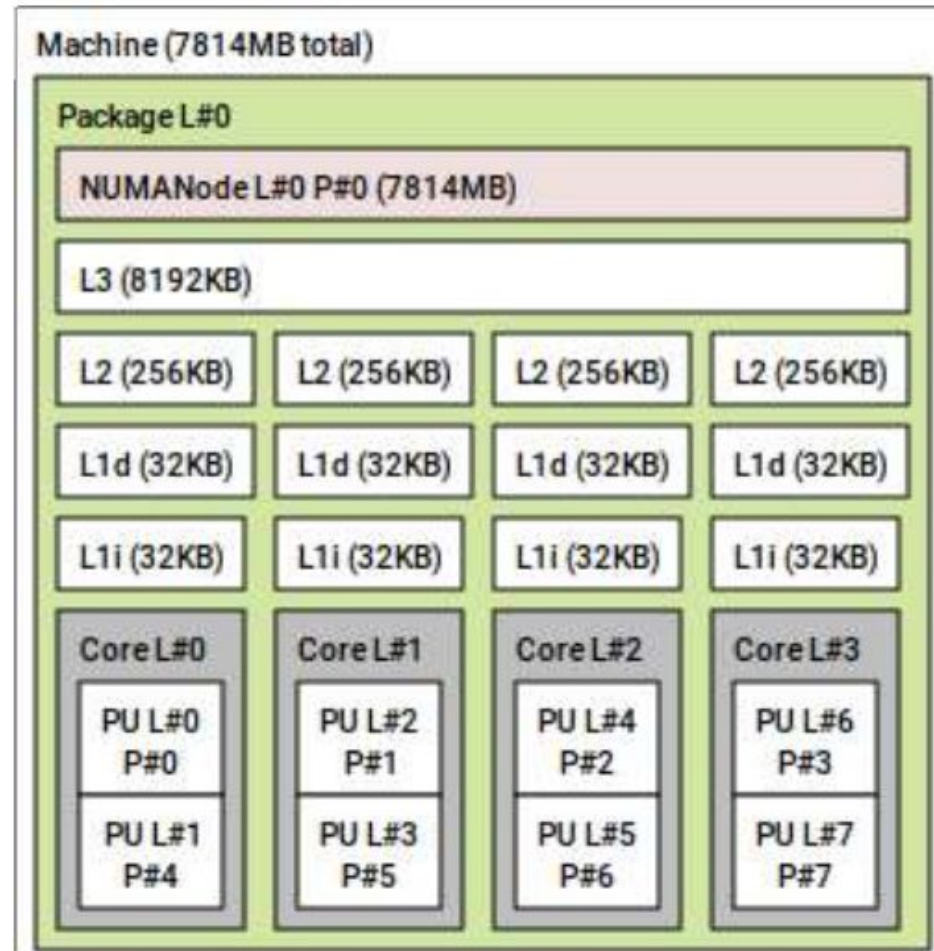 Machine (7814MB total)
Package L#0
NUMANode L#0 P#0 (7814MB)
L3 (8192KB)
L2 (256KB) L2 (256KB) L2 (256KB) L2 (256KB)
L1d (32KB) L1d (32KB) L1d (32KB) L1d (32KB)
L1i (32KB) L1i (32KB) L1i (32KB) L1i (32KB)
Core L#0 Core L#1 Core L#2 Core L#3
PU L#0 PU L#2 PU L#4 PU L#6
P#0 P#1 P#2 P#3
PU L#1 PU L#3 PU L#5 PU L#7
P#4 P#5 P#6 P#7